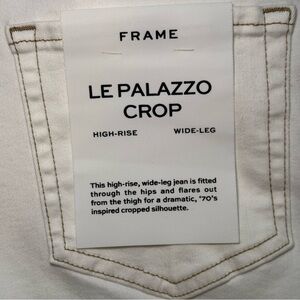 FRAME
LE PALAZZO
CROP
HIGH-RISE WIDE-LEG
This high-rise, wide-leg jean is fitted
through the hips and flares out
from the thigh for a dramatic, '70's
inspired cropped silhouette.